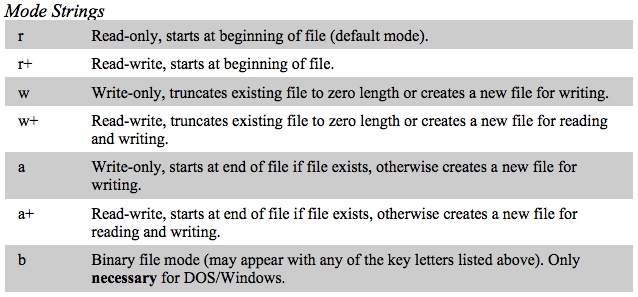 Mode Strings
r Read-only, starts at beginning of file (default mode).
r+ Read-write, starts at beginning of file.
w Write-only, truncates existing file to zero length or creates a new file for writing.
w+ Read-write, truncates existing file to zero length or creates a new file for reading
and writing.
a Write-only, starts at end of file if file exists, otherwise creates a new file for
writing.
a+ Read-write, starts at end of file if file exists, otherwise creates a new file for
reading and writing.
b Binary file mode (may appear with any of the key letters listed above). Only
necessary for DOS/Windows.